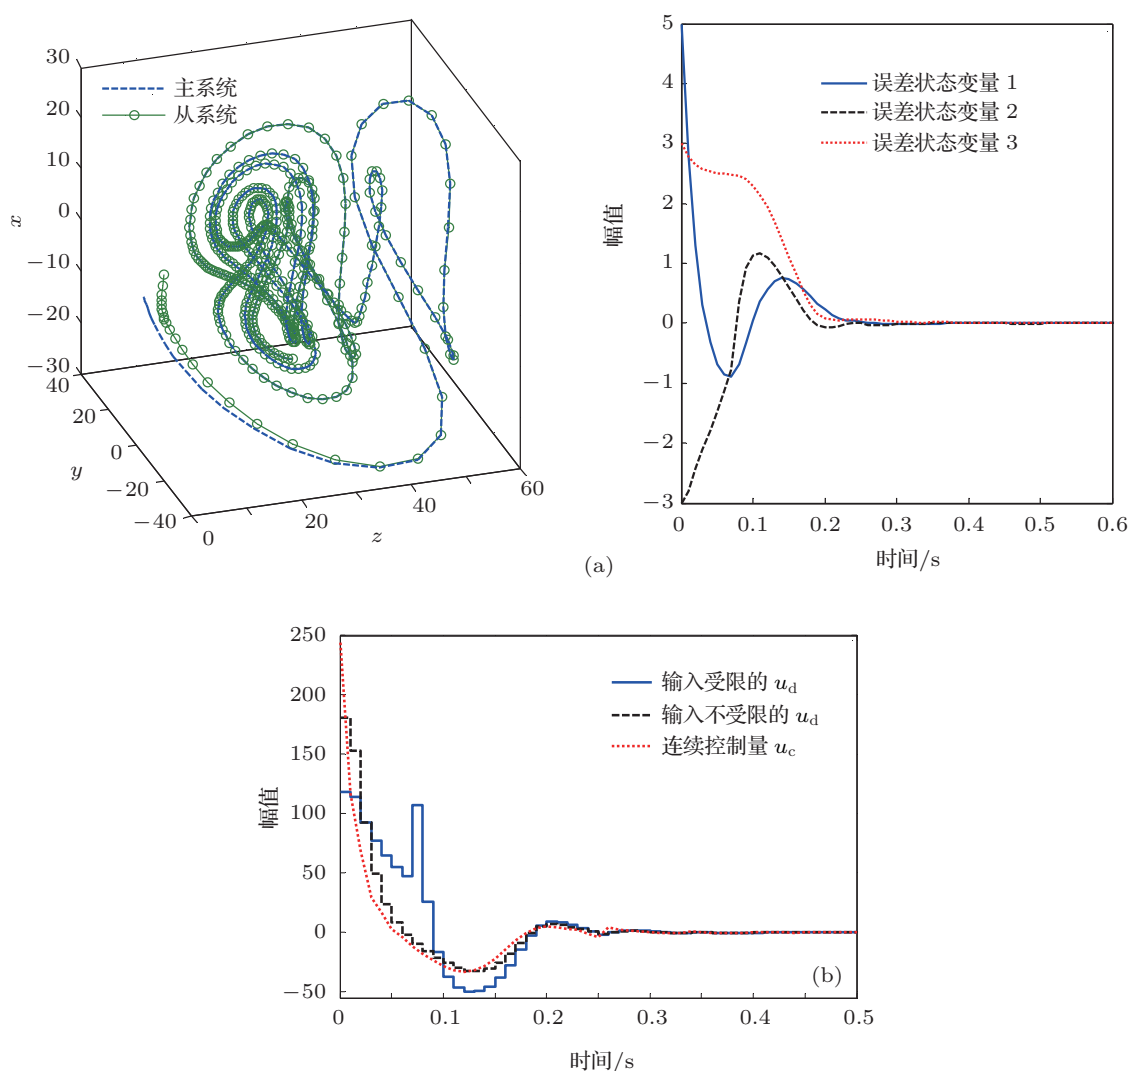 主系统
从系统
30
20
10
0
−10
−20
−30
x
40
20
0
−20
−40
y
0
20
40
60
z
误差状态变量 1
误差状态变量 2
误差状态变量 3
5
4
3
2
1
0
−1
−2
−3
幅值
0
0.1
0.2
0.3
0.4
0.5
0.6
时间/s
(a)
输入受限的 u_d
输入不受限的 u_d
连续控制量 u_c
250
200
150
100
50
0
−50
幅值
(b)
0
0.1
0.2
0.3
0.4
0.5
时间/s